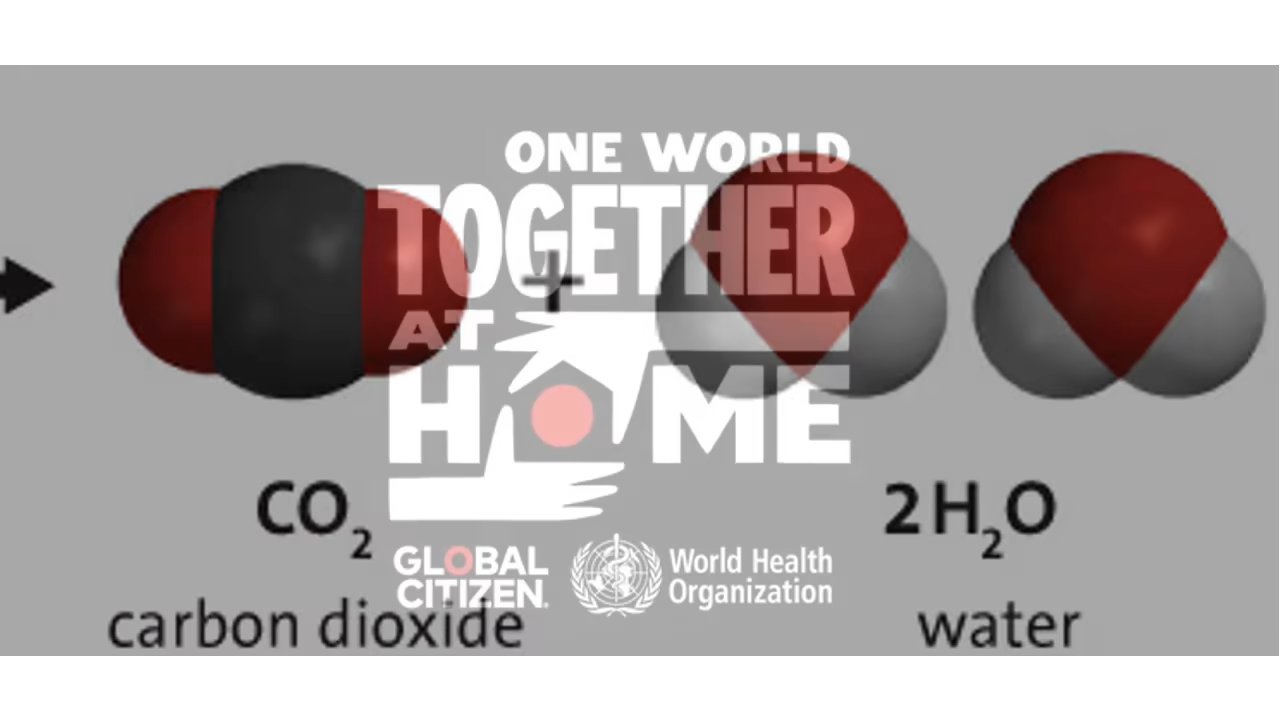 ONE WORLD
TOGETHER
AT
HOME
+
CO₂
2H₂O
GLOBAL
CITIZEN.
World Health
Organization
carbon dioxide
water